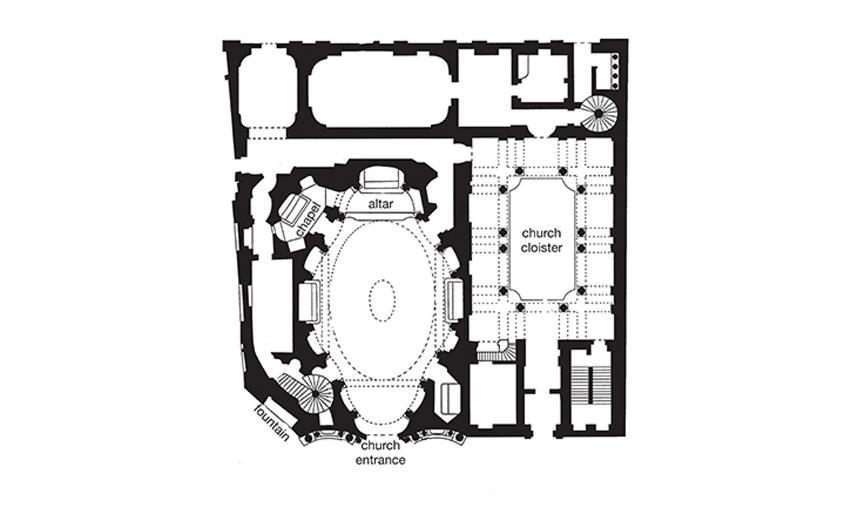 altar
chapel
church
cloister
fountain
church
entrance